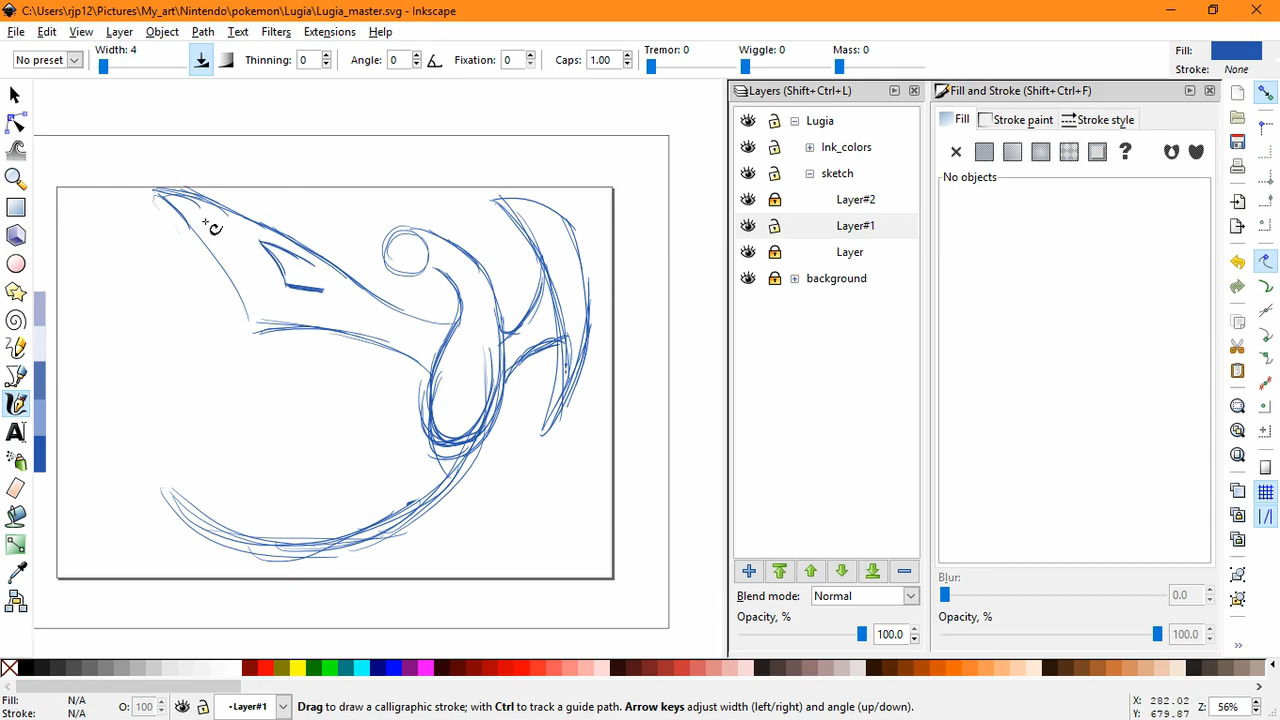 C:\Users\rjp12\Pictures\My_art\Nintendo\pokemon\Lugia\Lugia_master.svg - Inkscape
File Edit View Layer Object Path Text Filters Extensions Help
No preset Width: 4 Thinning: 0 Angle: 0 Fixation: 0 Caps: 1.00 Tremor: 0 Wiggle: 0 Mass: 0 Fill:
Stroke: None
Layers (Shift+Ctrl+L) Fill and Stroke (Shift+Ctrl+F)
Lugia
Ink_colors
sketch
Layer#2
Layer#1
Layer
background
Fill Stroke paint Stroke style
?
No objects
Blend mode: Normal
Opacity, %
100.0
Blur:
0.0
Opacity, %
100.0
Fill: N/A
Stroke: N/A
O: 100 •Layer#1 Drag to draw a calligraphic stroke; with Ctrl to track a guide path. Arrow keys adjust width (left/right) and angle (up/down).
X: 282.02
Y: 679.87
Z: 56%